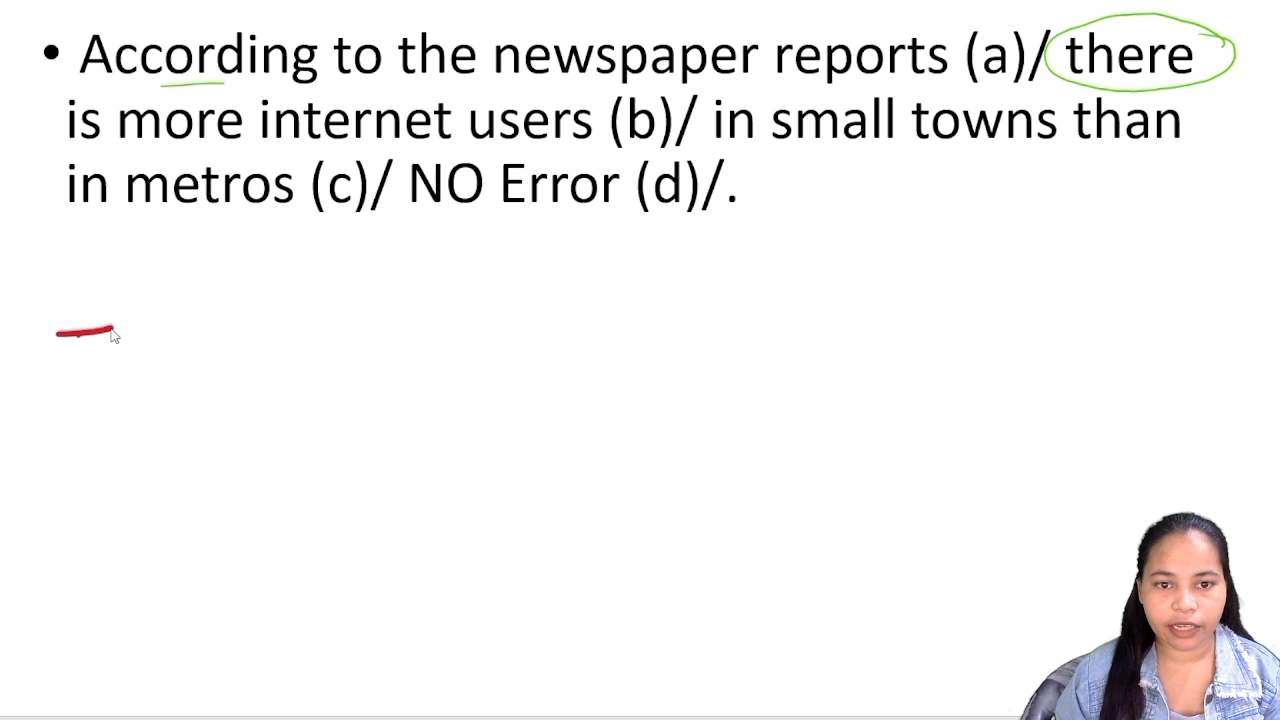 • According to the newspaper reports (a)/ there
is more internet users (b)/ in small towns than
in metros (c)/ NO Error (d)/.